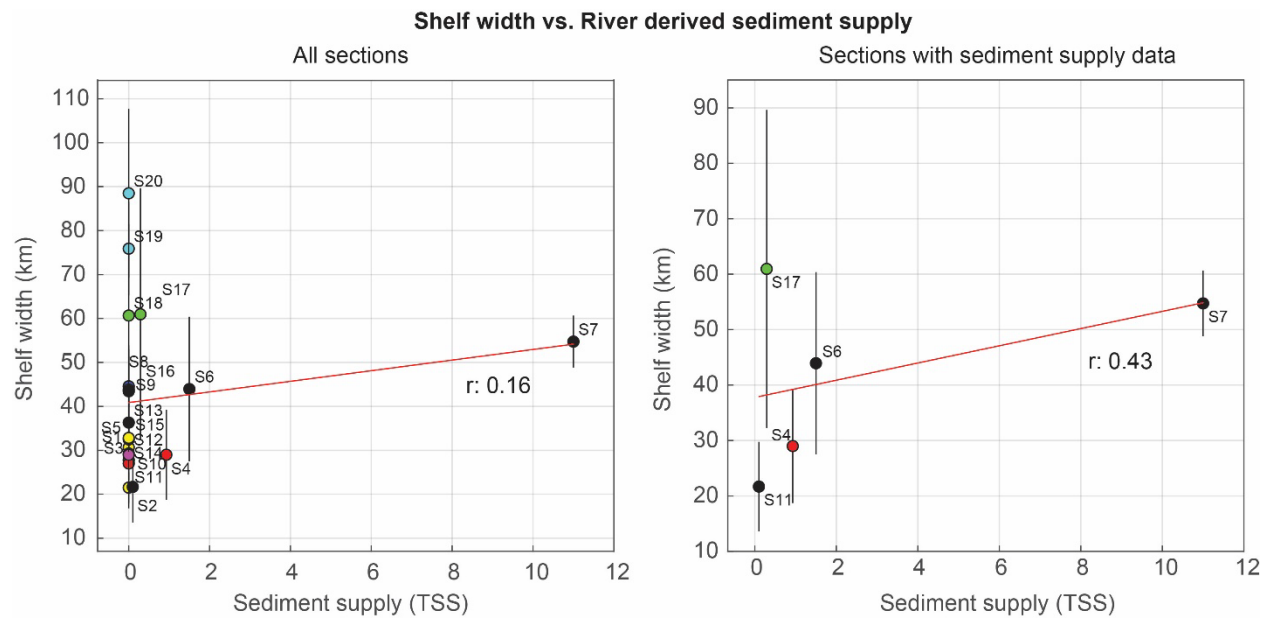 Shelf width vs. River derived sediment supply
All sections
Shelf width (km)
110
100
90
80
70
60
50
40
30
20
10
S20
S19
S17
S18
S7
S8
S16
S6
S9
S13
S5
S15
S1
S12
S3
S14
S10
S4
S11
S2
r: 0.16
0 2 4 6 8 10 12
Sediment supply (TSS)
Sections with sediment supply data
Shelf width (km)
90
80
70
60
50
40
30
20
10
S17
S7
S6
r: 0.43
S4
S11
0 2 4 6 8 10 12
Sediment supply (TSS)